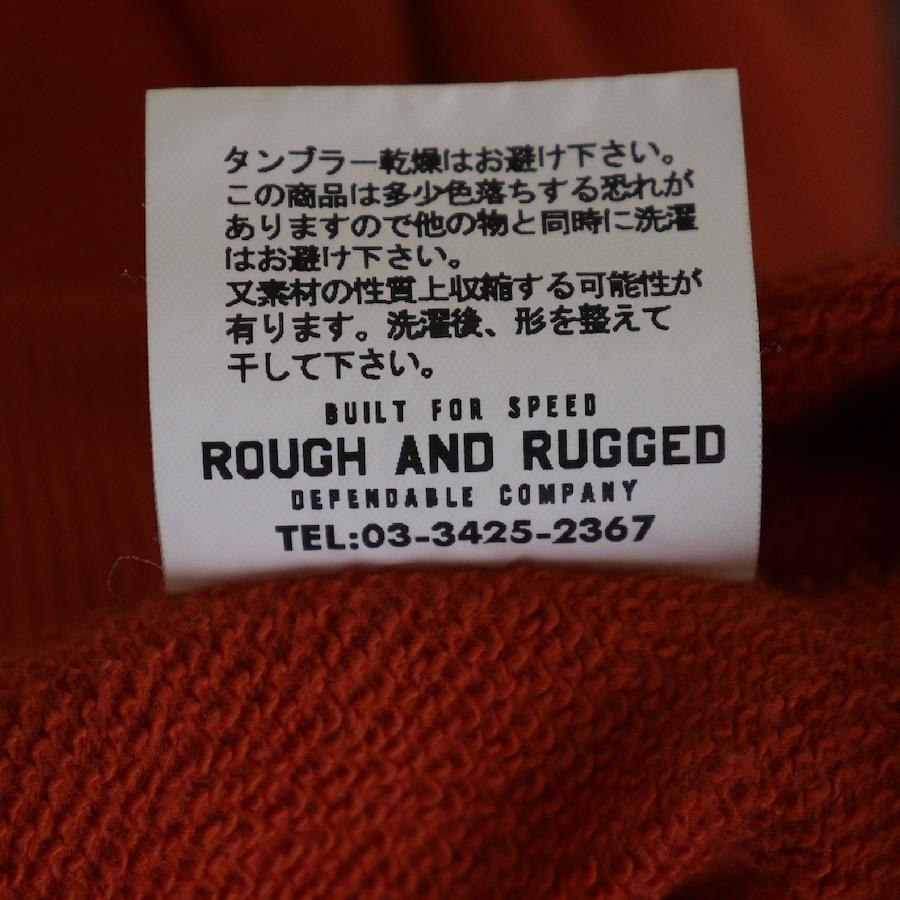 タンブラー乾燥はお避け下さい。
この商品は多少色落ちする恐れが
ありますので他の物と同時に洗濯
はお避け下さい。
又素材の性質上収縮する可能性が
有ります。洗濯後、形を整えて
干して下さい。
BUILT FOR SPEED
ROUGH AND RUGGED
DEPENDABLE COMPANY
TEL:03-3425-2367